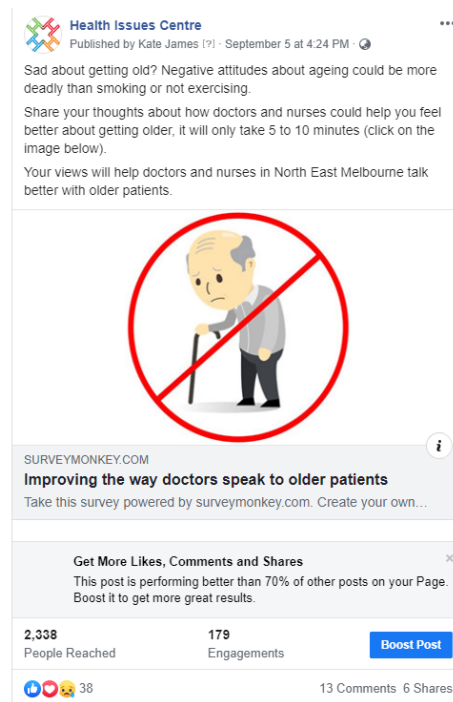 Health Issues Centre
Published by Kate James [?] · September 5 at 4:24 PM ·
Sad about getting old? Negative attitudes about ageing could be more
deadly than smoking or not exercising.
Share your thoughts about how doctors and nurses could help you feel
better about getting older, it will only take 5 to 10 minutes (click on the
image below).
Your views will help doctors and nurses in North East Melbourne talk
better with older patients.
i
SURVEYMONKEY.COM
Improving the way doctors speak to older patients
Take this survey powered by surveymonkey.com. Create your own…
Get More Likes, Comments and Shares
This post is performing better than 70% of other posts on your Page.
Boost it to get more great results.
2,338 179
People Reached Engagements Boost Post
38 13 Comments 6 Shares